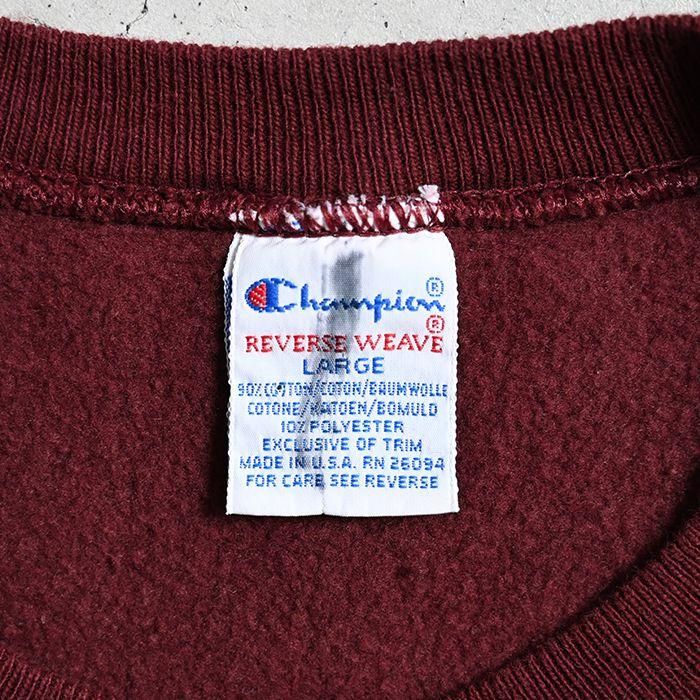 Champion®
REVERSE WEAVE®
LARGE
90% COTTON/COTON/BAUMWOLLE
COTONE/KATOEN/BOMULD
10% POLYESTER
EXCLUSIVE OF TRIM
MADE IN U.S.A. RN 26094
FOR CARE SEE REVERSE